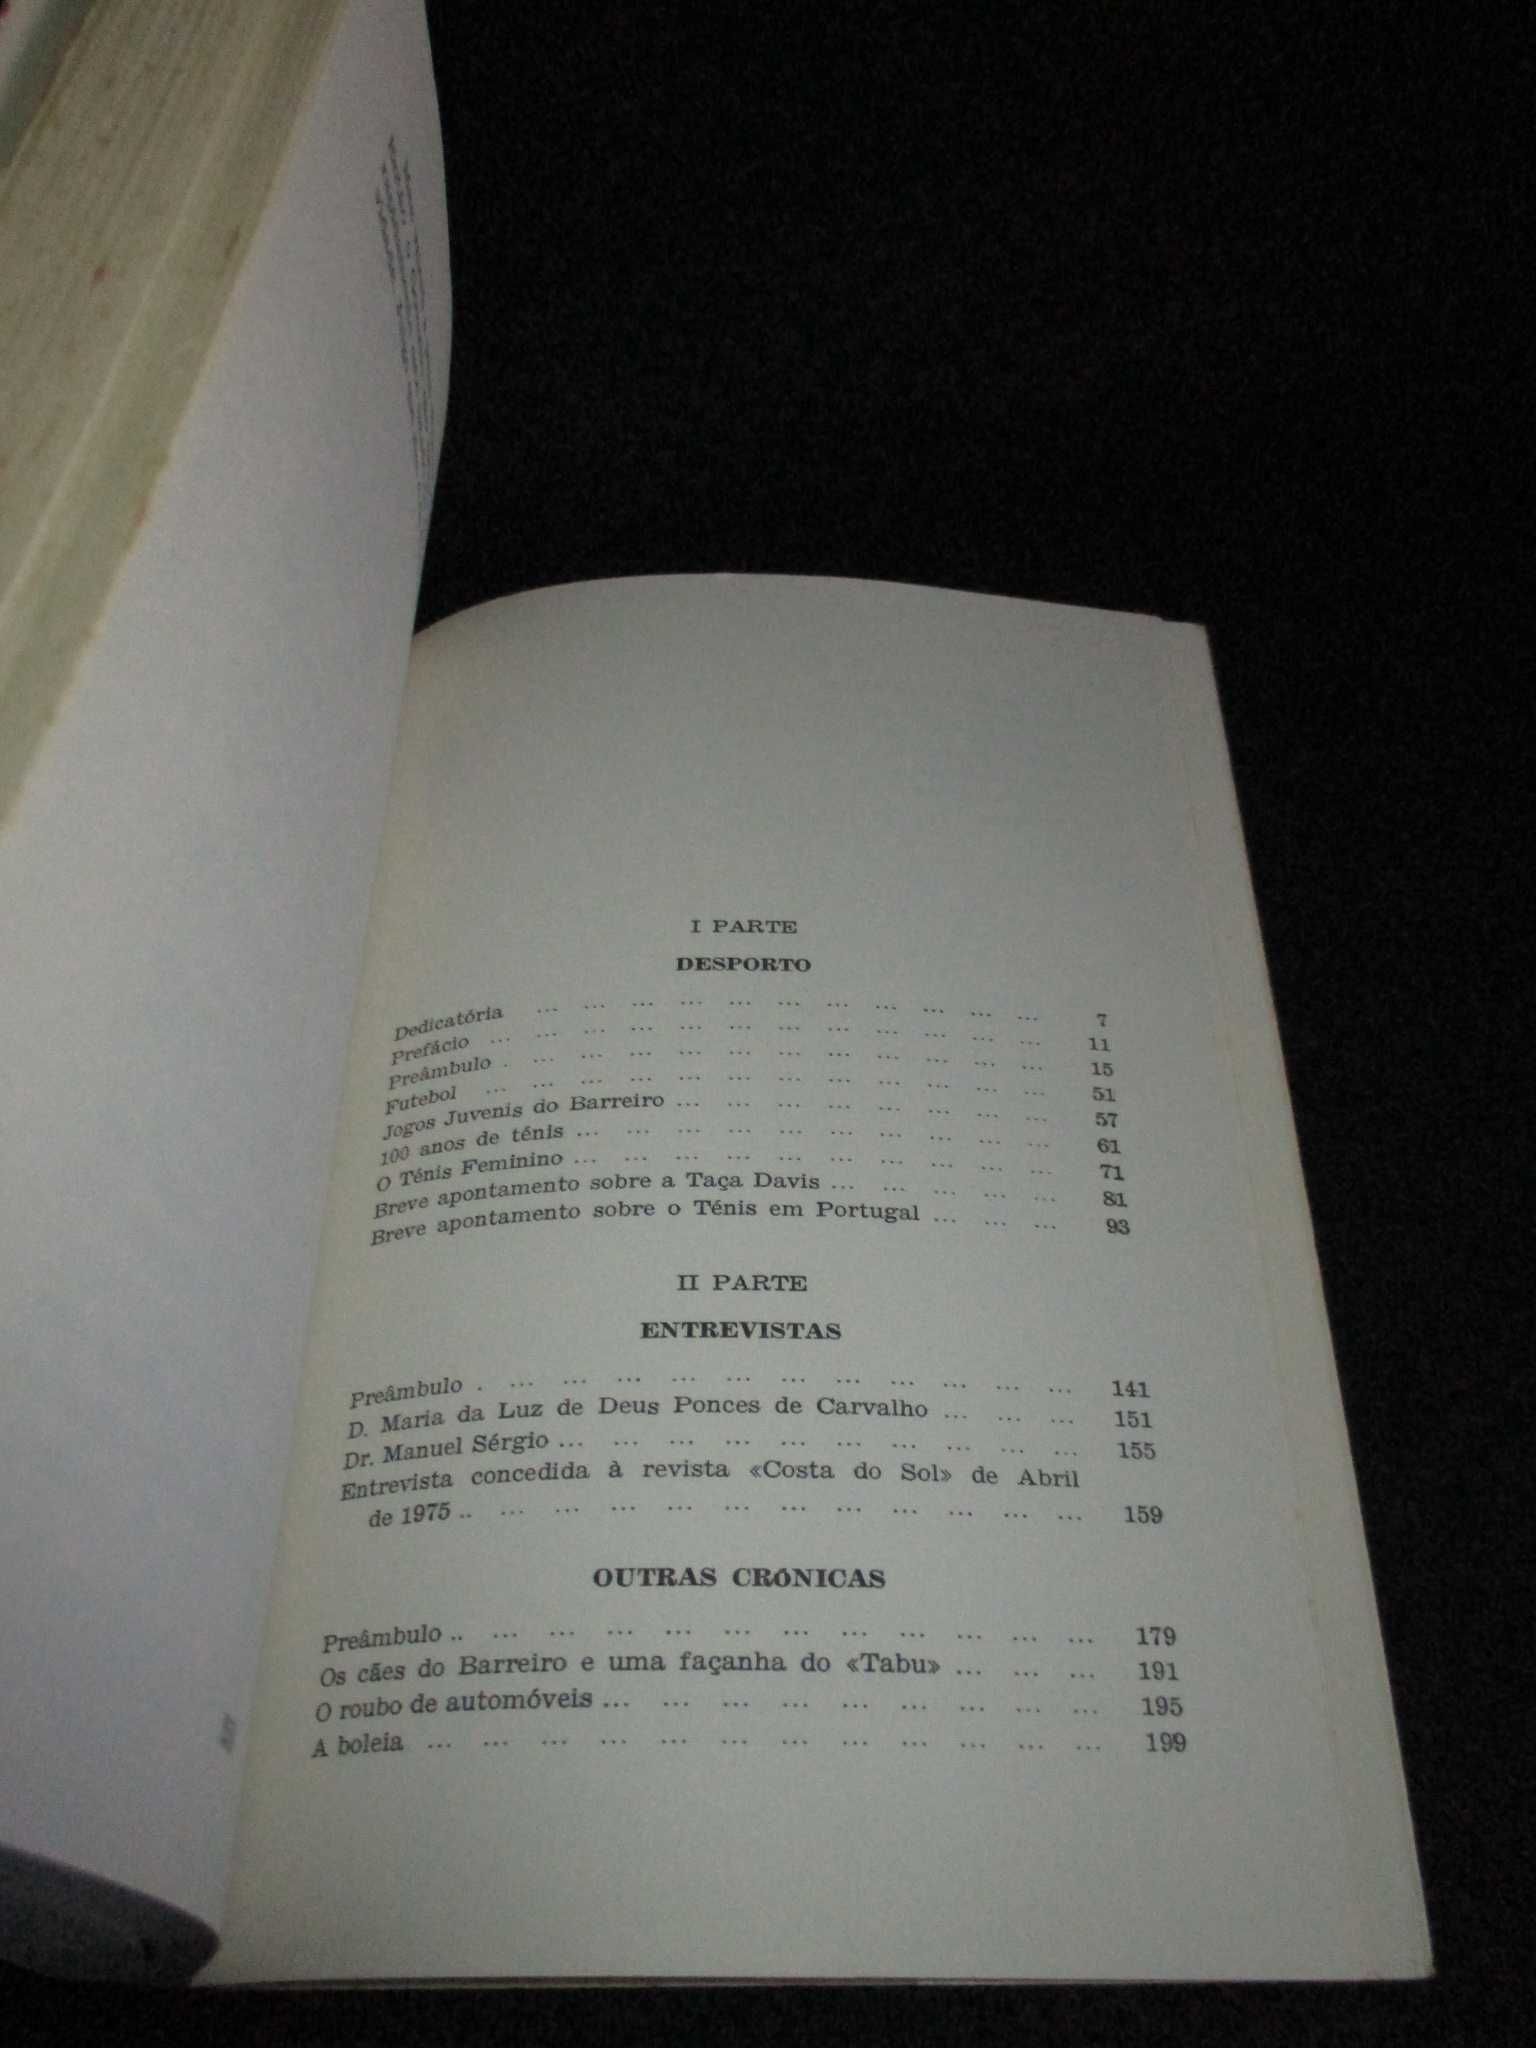 I PARTE
DESPORTO
Dedicatória ... ... ... ... ... ... ... ... ... ... ... 7
Prefácio ... ... ... ... ... ... ... ... ... ... ... ... 11
Preâmbulo . ... ... ... ... ... ... ... ... ... ... ... 15
Futebol ... ... ... ... ... ... ... ... ... ... ... ... 51
Jogos Juvenis do Barreiro ... ... ... ... ... ... ... ... 57
100 anos de ténis ... ... ... ... ... ... ... ... ... ... 61
O Ténis Feminino ... ... ... ... ... ... ... ... ... ... 71
Breve apontamento sobre a Taça Davis ... ... ... ... ... 81
Breve apontamento sobre o Ténis em Portugal ... ... ... 93
II PARTE
ENTREVISTAS
Preâmbulo . ... ... ... ... ... ... ... ... ... ... ... 141
D. Maria da Luz de Deus Ponces de Carvalho ... ... ... 151
Dr. Manuel Sérgio ... ... ... ... ... ... ... ... ... ... 155
Entrevista concedida à revista «Costa do Sol» de Abril
de 1975 .. ... ... ... ... ... ... ... ... ... ... ... 159
OUTRAS CRÓNICAS
Preâmbulo .. ... ... ... ... ... ... ... ... ... ... ... 179
Os cães do Barreiro e uma façanha do «Tabu» ... ... ... 191
O roubo de automóveis ... ... ... ... ... ... ... ... ... 195
A boleia ... ... ... ... ... ... ... ... ... ... ... ... 199